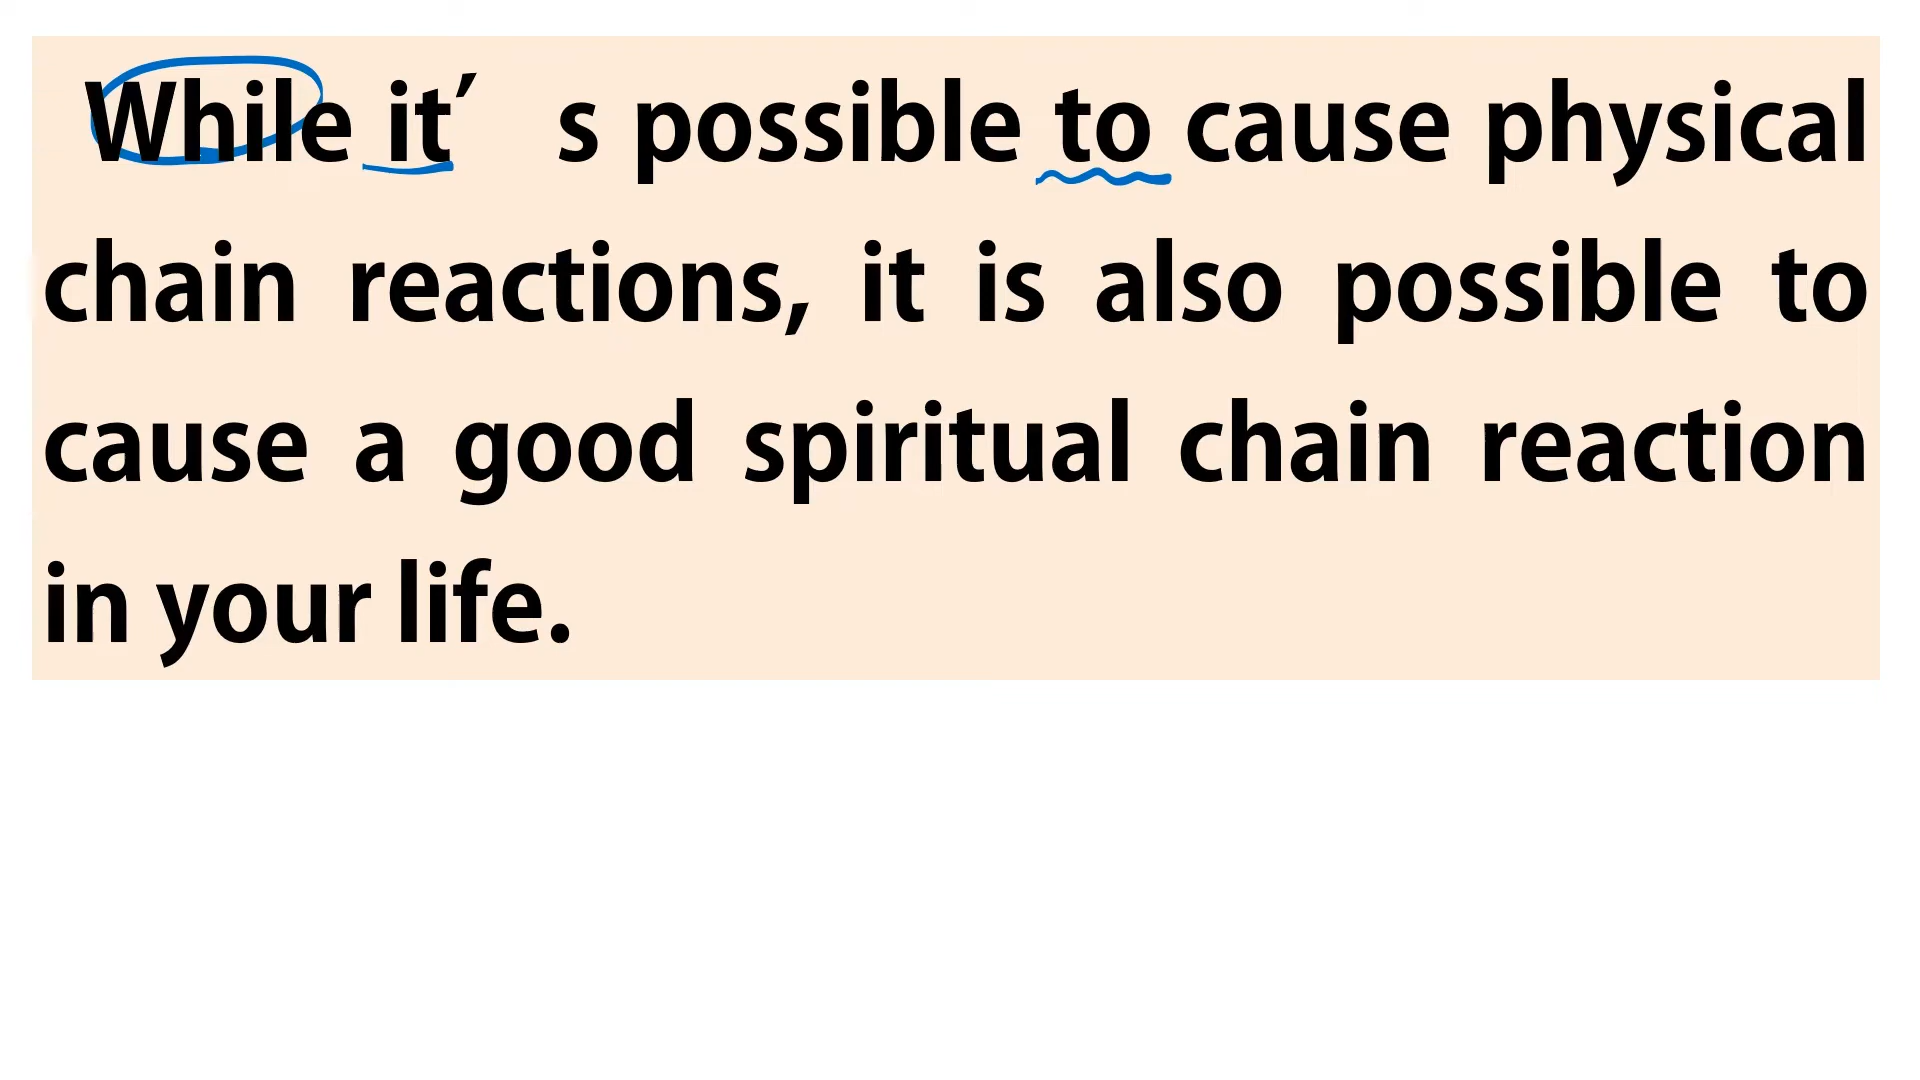 While it′ s possible to cause physical
chain reactions, it is also possible to
cause a good spiritual chain reaction
in your life.